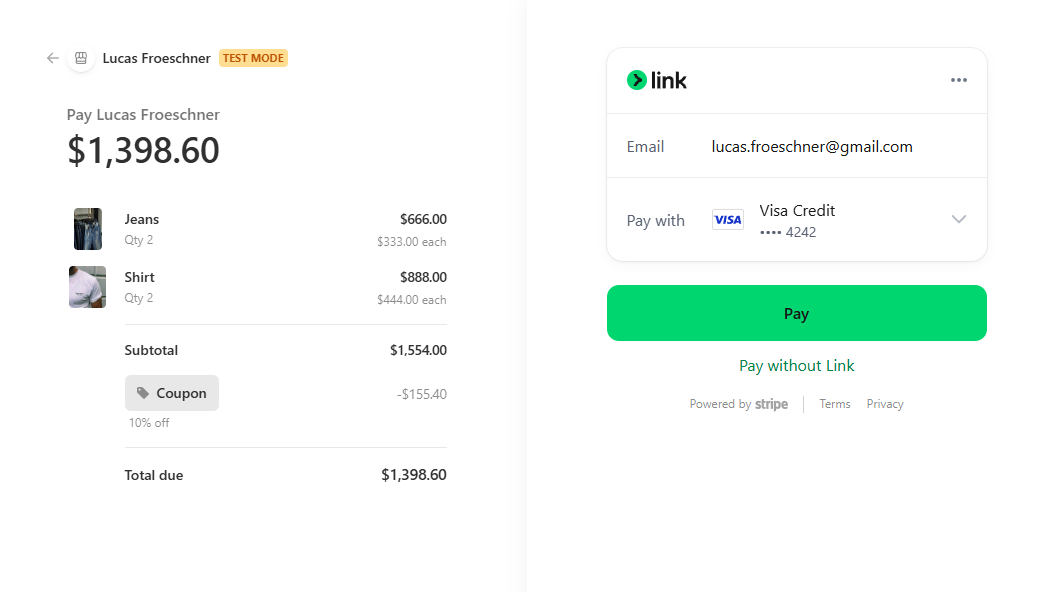 Lucas Froeschner TEST MODE
Pay Lucas Froeschner
$1,398.60
Jeans $666.00
Qty 2 $333.00 each
Shirt $888.00
Qty 2 $444.00 each
Subtotal $1,554.00
Coupon -$155.40
10% off
Total due $1,398.60
link
Email lucas.froeschner@gmail.com
Pay with VISA Visa Credit
•••• 4242
Pay
Pay without Link
Powered by stripe Terms Privacy